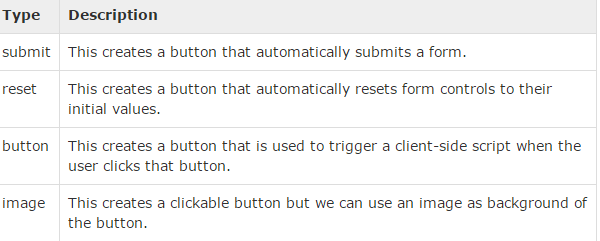 Type Description
submit This creates a button that automatically submits a form.
reset This creates a button that automatically resets form controls to their
initial values.
button This creates a button that is used to trigger a client-side script when the
user clicks that button.
image This creates a clickable button but we can use an image as background of
the button.